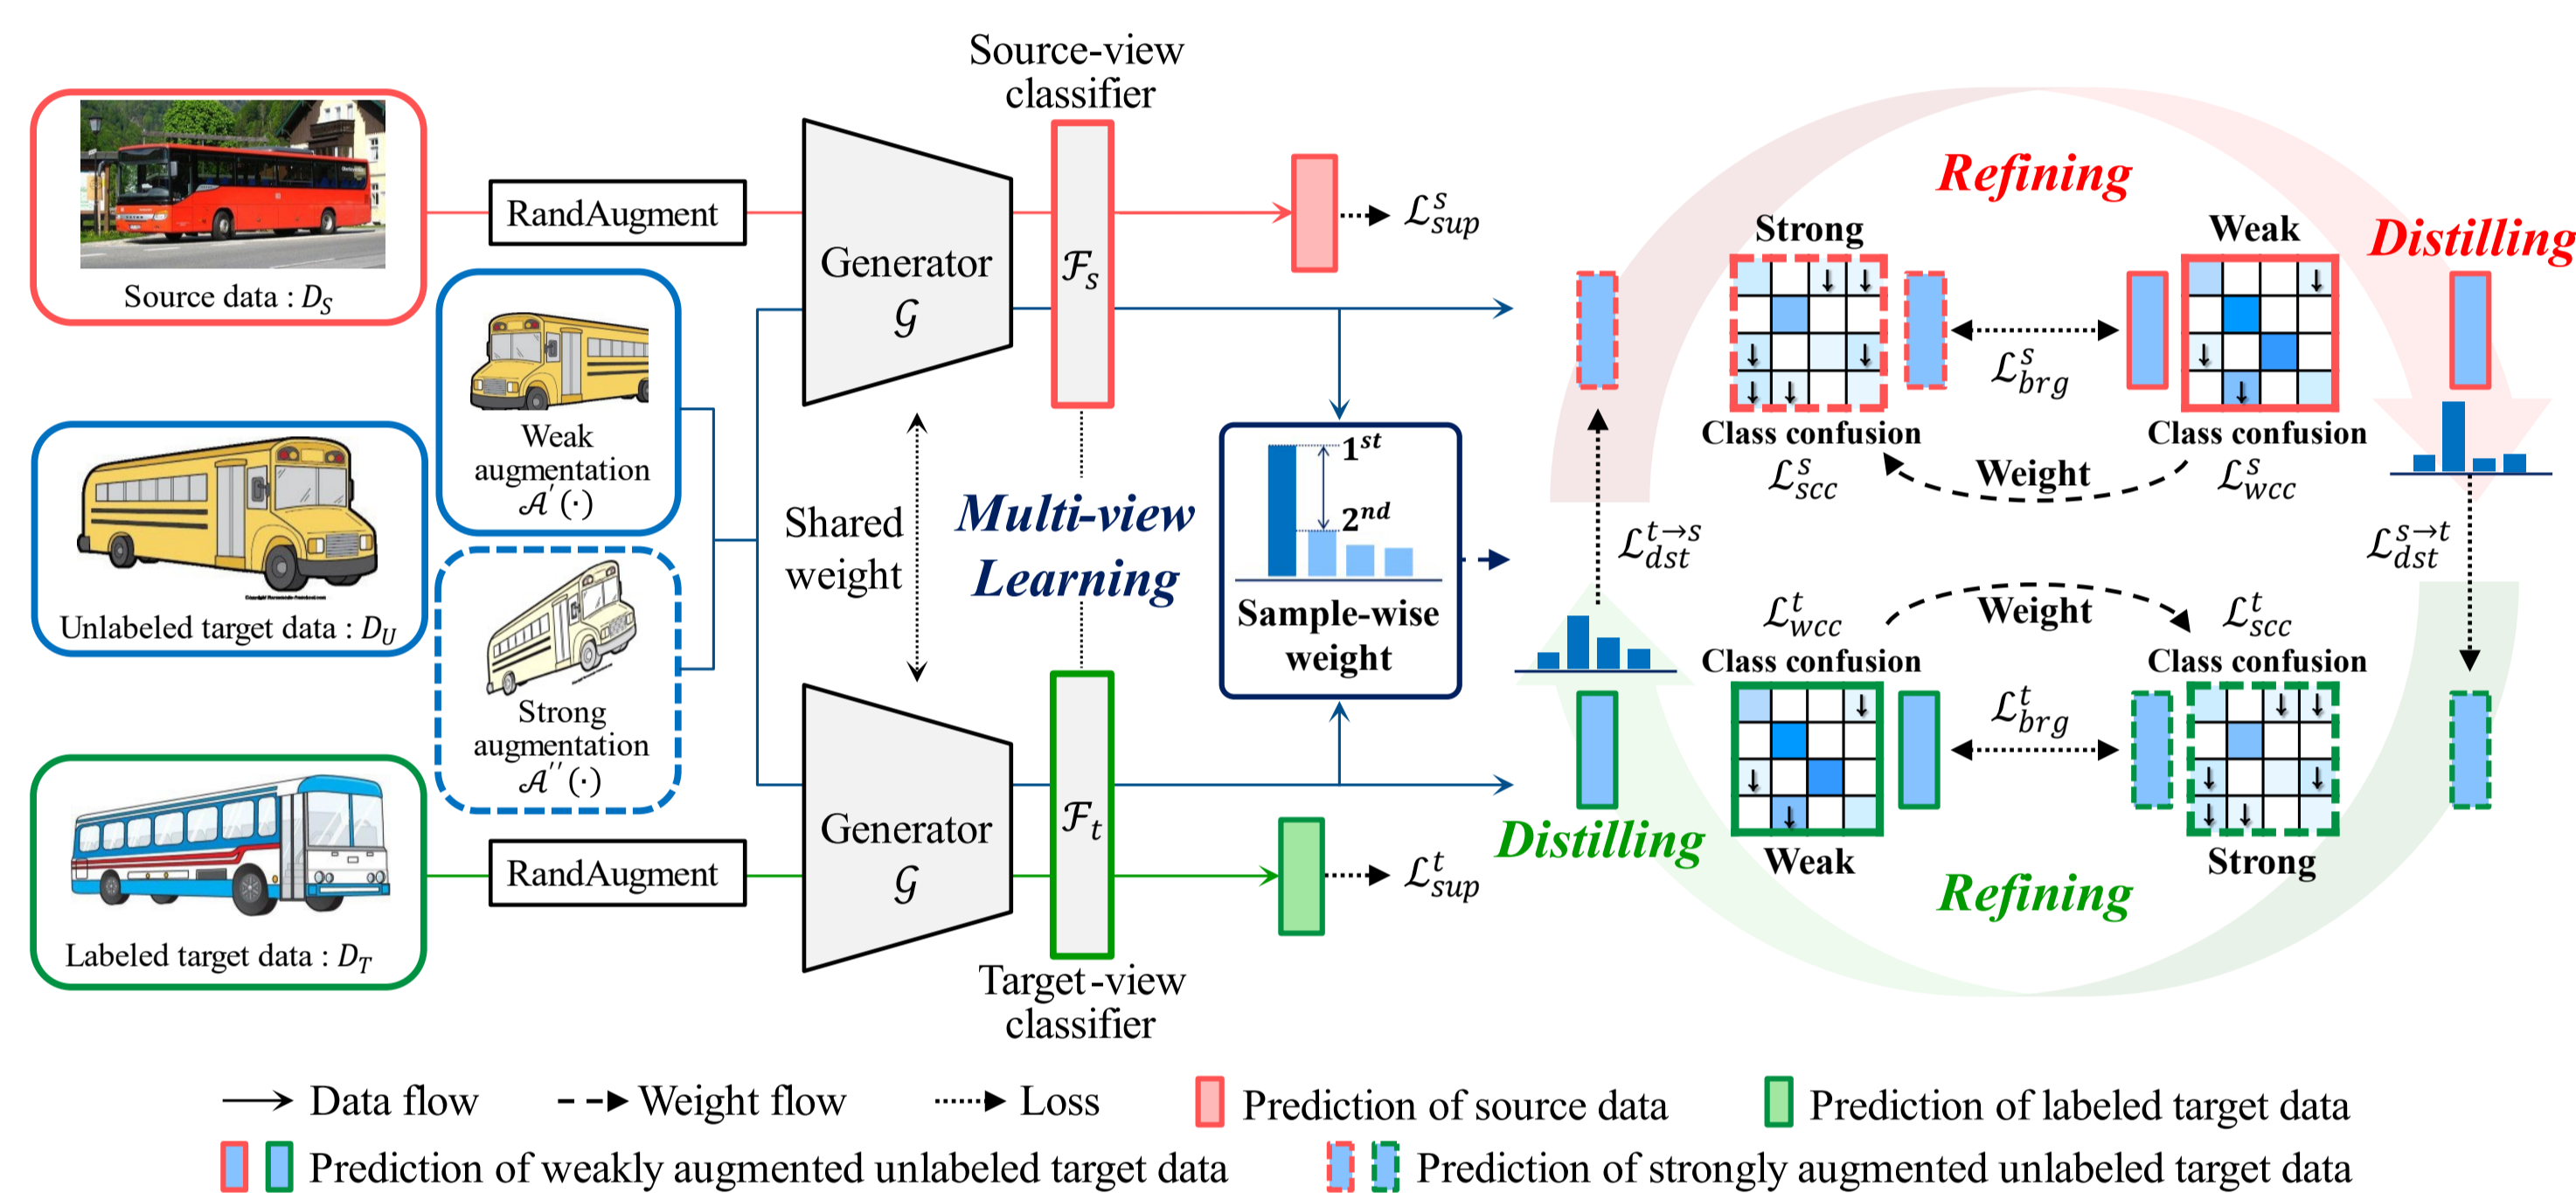 Source-view
classifier
Source data : D_S
RandAugment
Generator
𝒢
ℱ_s
ℒ^s_sup
Weak
augmentation
𝒜′(·)
Unlabeled target data : D_U
Strong
augmentation
𝒜′′(·)
Shared
weight
Multi-view
Learning
1st
2nd
Sample-wise
weight
Labeled target data : D_T
RandAugment
Generator
𝒢
ℱ_t
ℒ^t_sup
Target-view
classifier
Refining
Distilling
Strong
Weak
ℒ^s_brg
Class confusion
Class confusion
ℒ^s_scc
Weight
ℒ^s_wcc
ℒ^t→s_dst
ℒ^s→t_dst
ℒ^t_wcc
Weight
ℒ^t_scc
Class confusion
Class confusion
ℒ^t_brg
Distilling
Weak
Strong
Refining
Data flow
Weight flow
Loss
Prediction of source data
Prediction of labeled target data
Prediction of weakly augmented unlabeled target data
Prediction of strongly augmented unlabeled target data